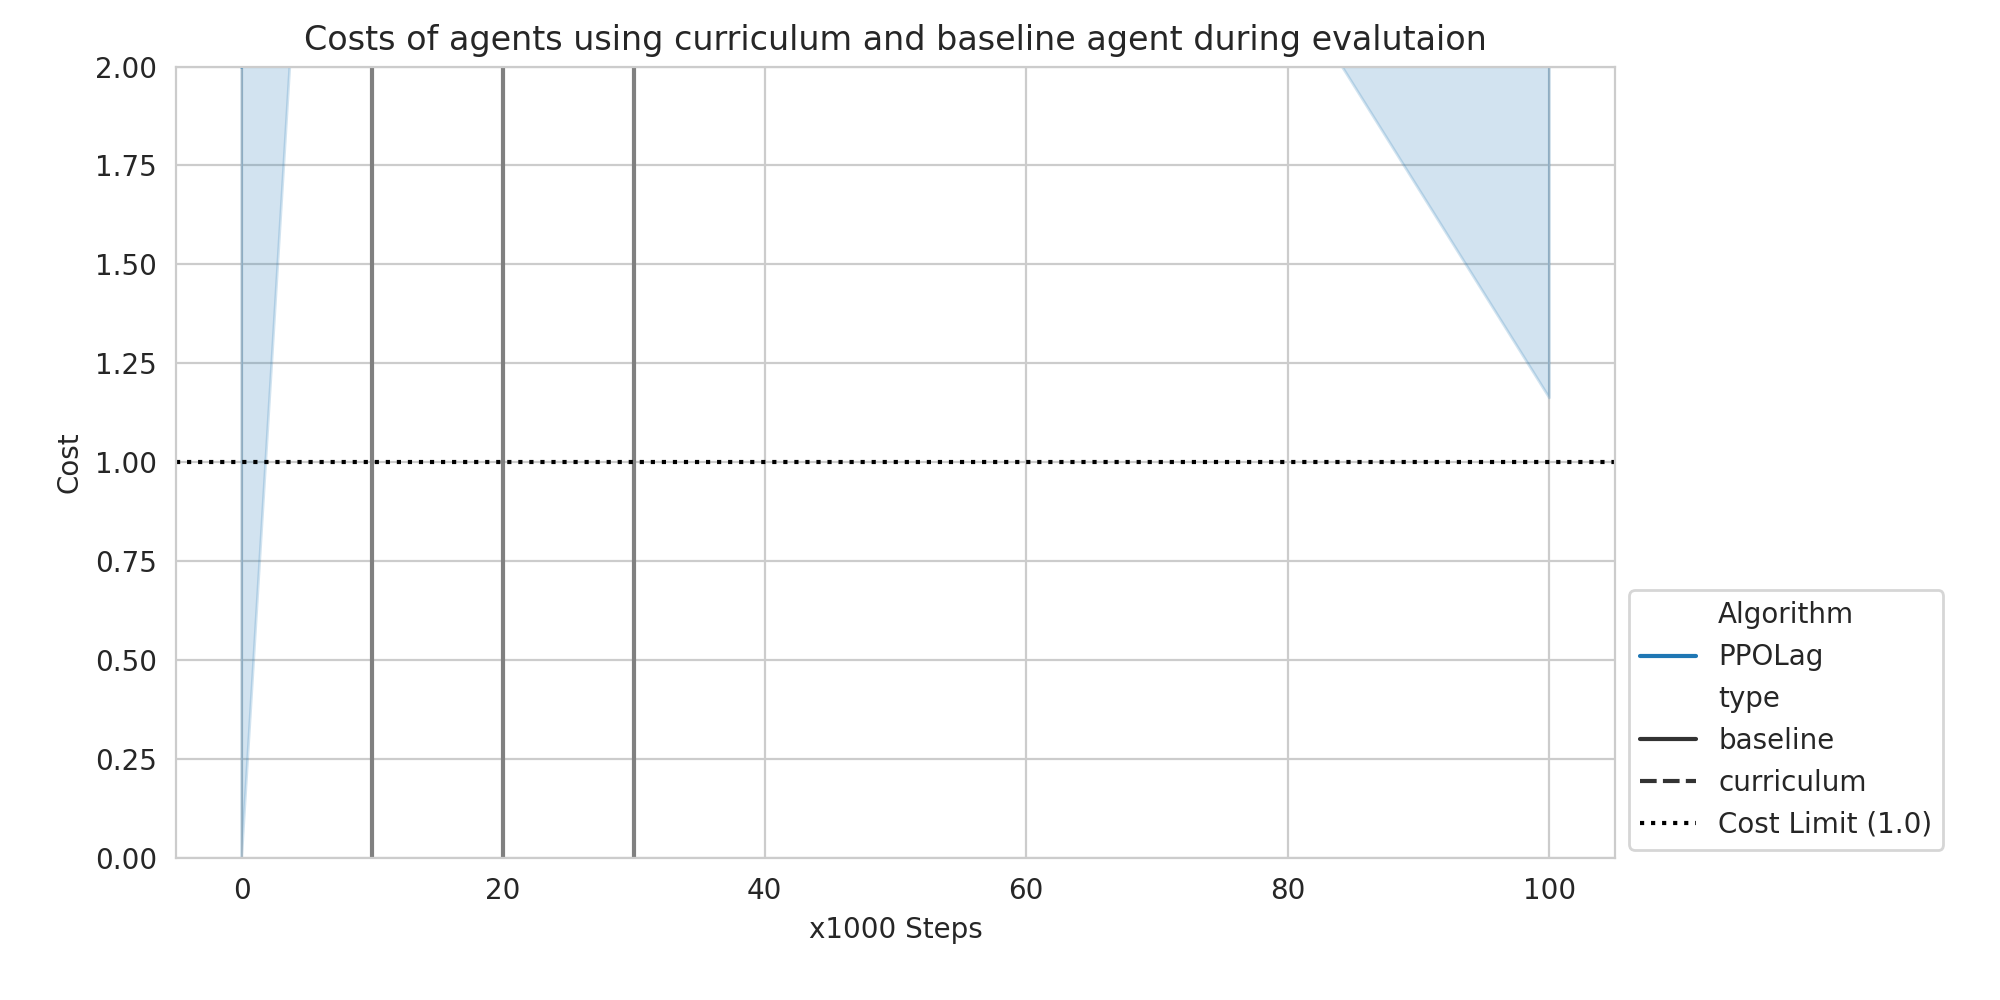 Costs of agents using curriculum and baseline agent during evalutaion
2.00
1.75
1.50
1.25
1.00
0.75
0.50
0.25
0.00
Cost
0 20 40 60 80 100
x1000 Steps
Algorithm
PPOLag
type
baseline
curriculum
Cost Limit (1.0)